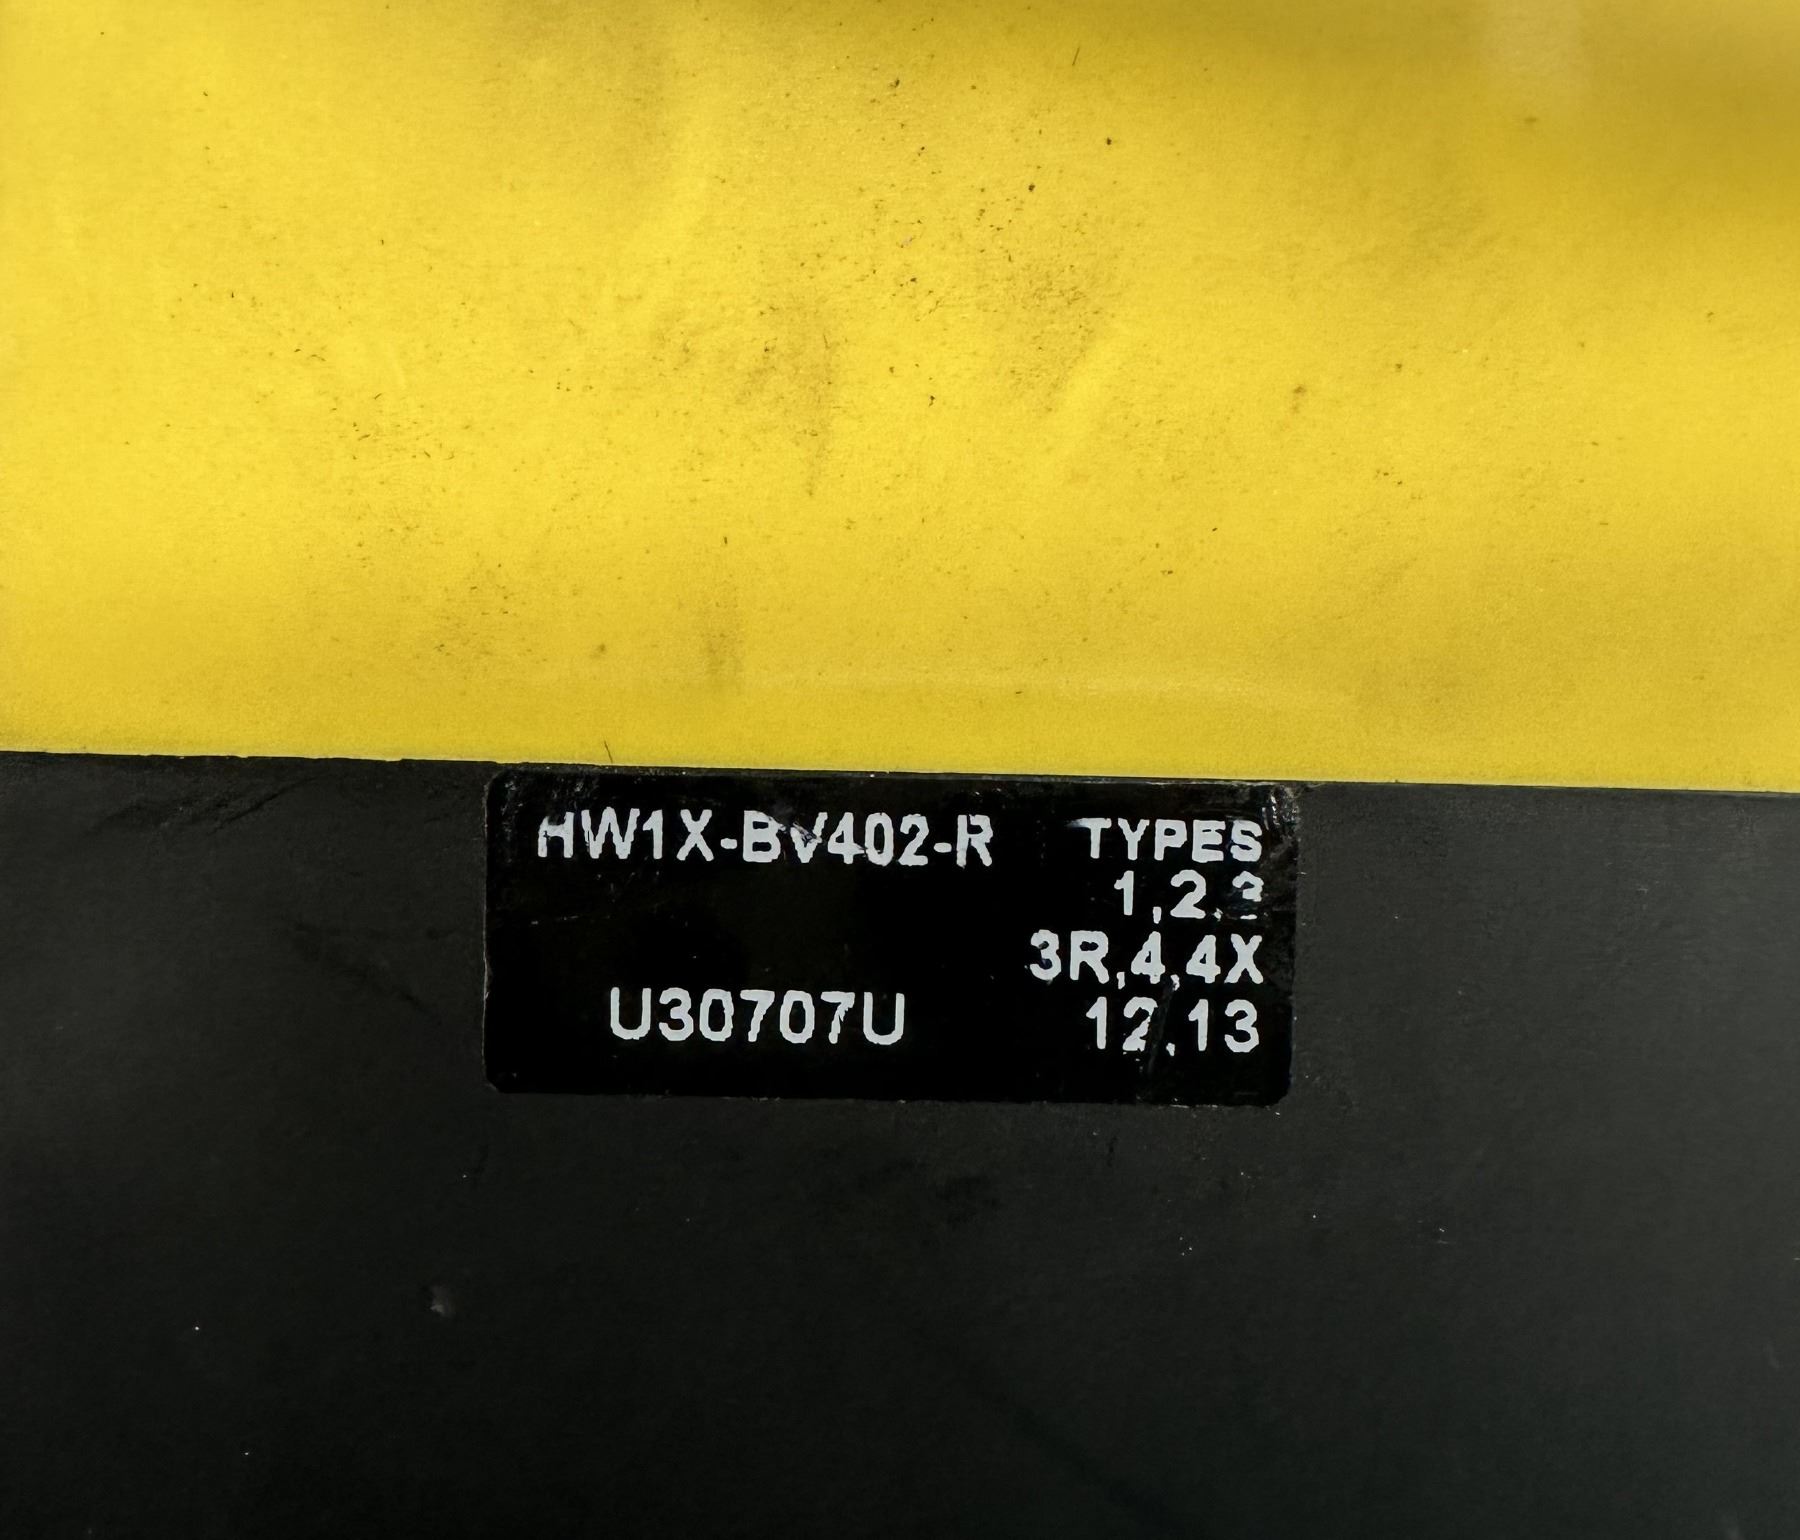 HW1X-BV402-R TYPES
1,2,3
3R,4,4X
U30707U 12,13